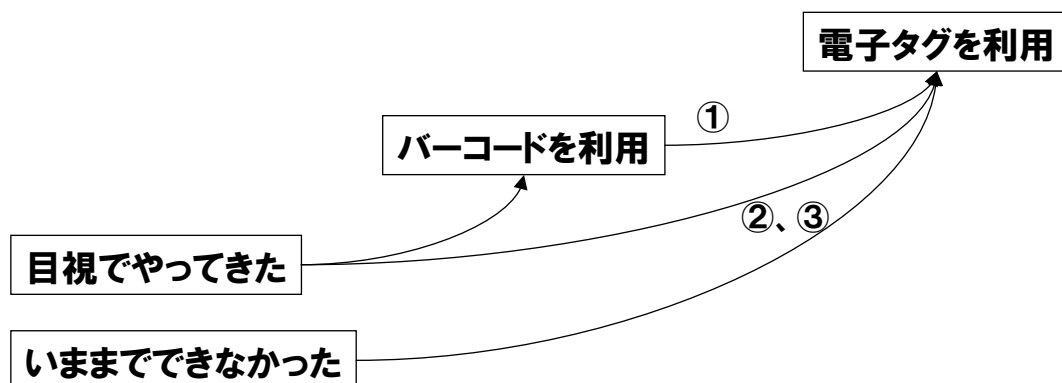 電子タグを利用
①
バーコードを利用
②、③
目視でやってきた
いままでできなかった